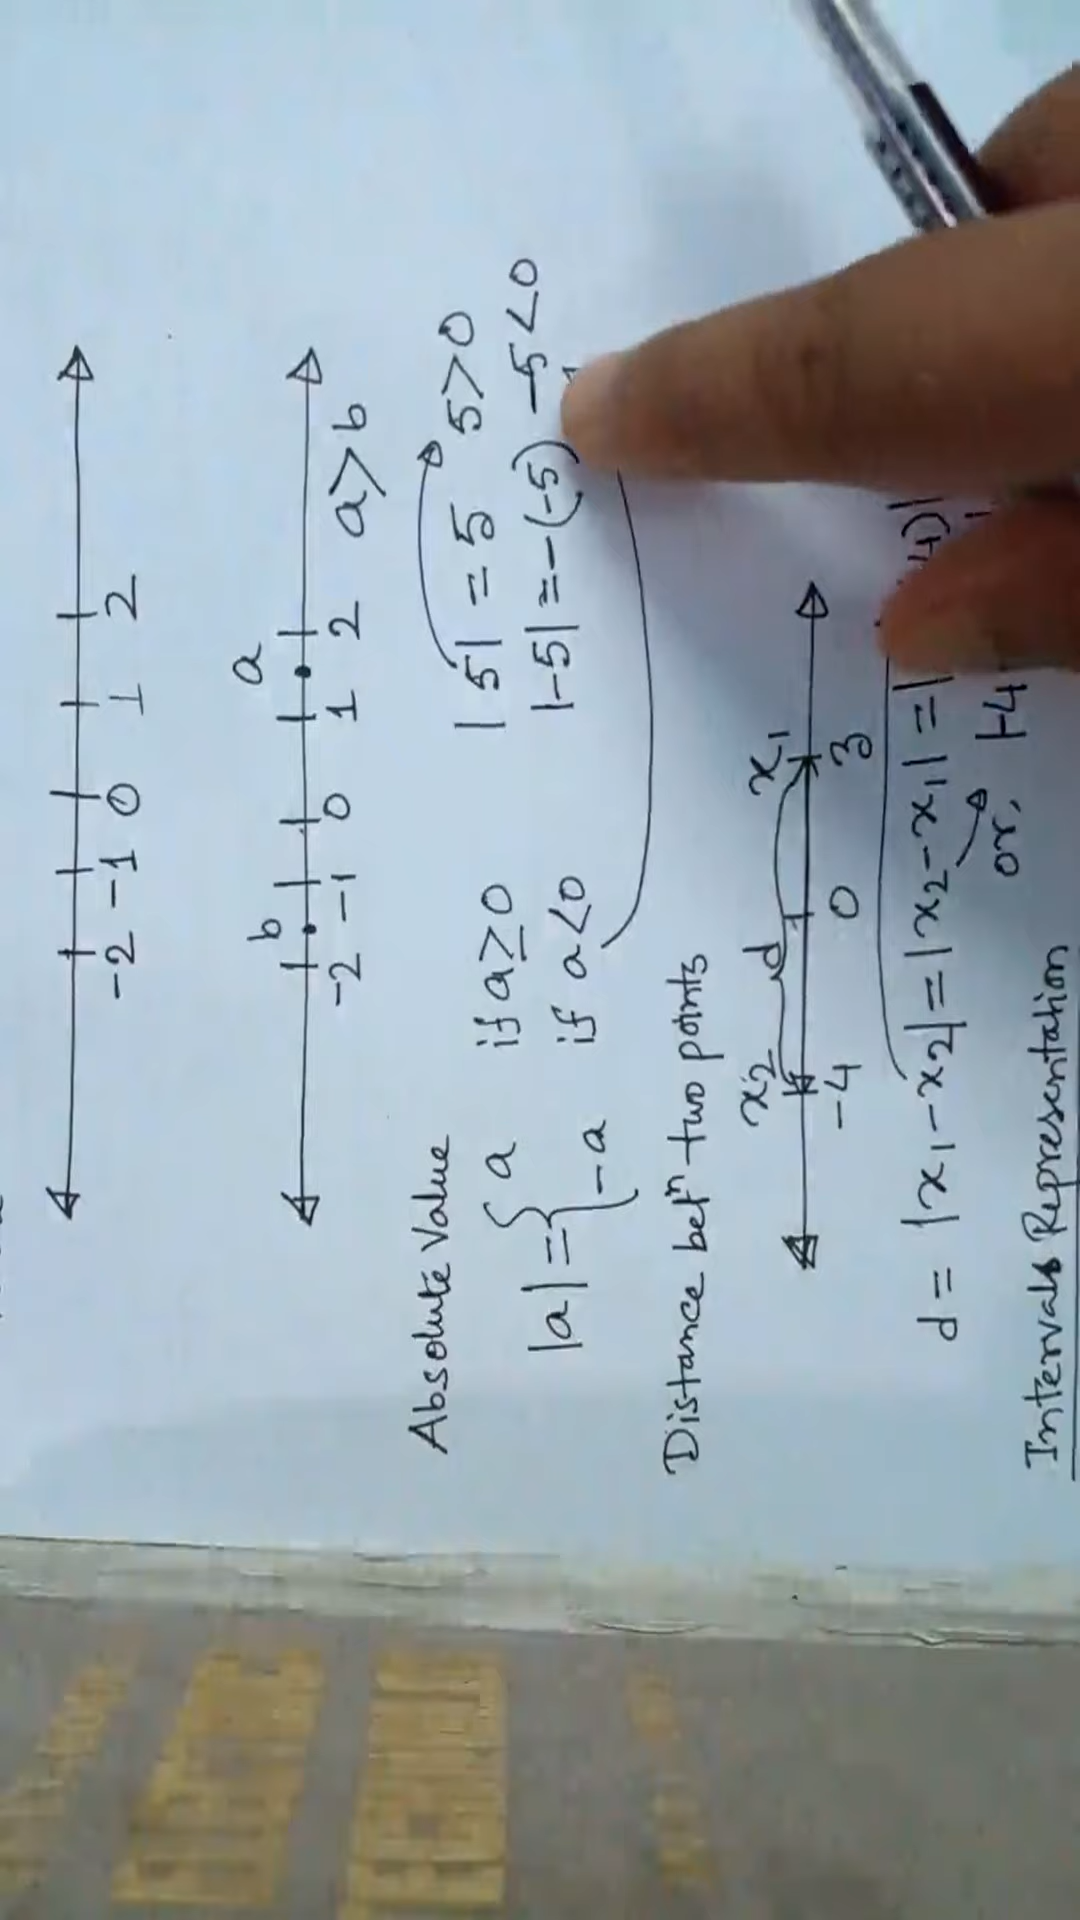 -2 -1 0 1 2
b a
-2 -1 0 1 2 a>b
Absolute Value
|a| = { a if a≥0 |5| = 5 5>0
-a if a<0 |-5| = -(-5) -5<0
Distance betⁿ two points
x₂ d x₁
-4 0 3
d = |x₁-x₂| = |x₂-x₁| = | 4)|
or, |-4
Intervals Representation